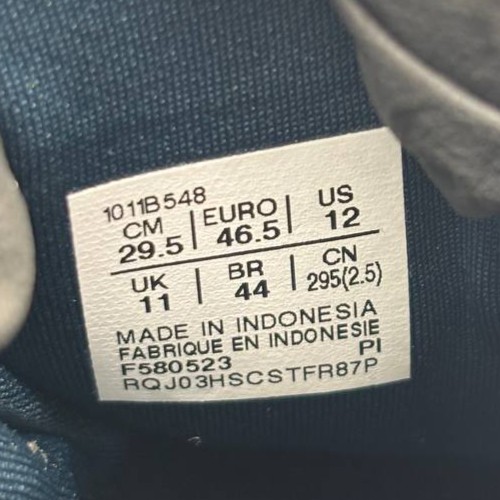 1011B548
CM | EURO | US
29.5 | 46.5 | 12
UK | BR | CN
11 | 44 | 295(2.5)
MADE IN INDONESIA
FABRIQUE EN INDONESIE
F580523 PI
RQJ03HSCSTFR87P